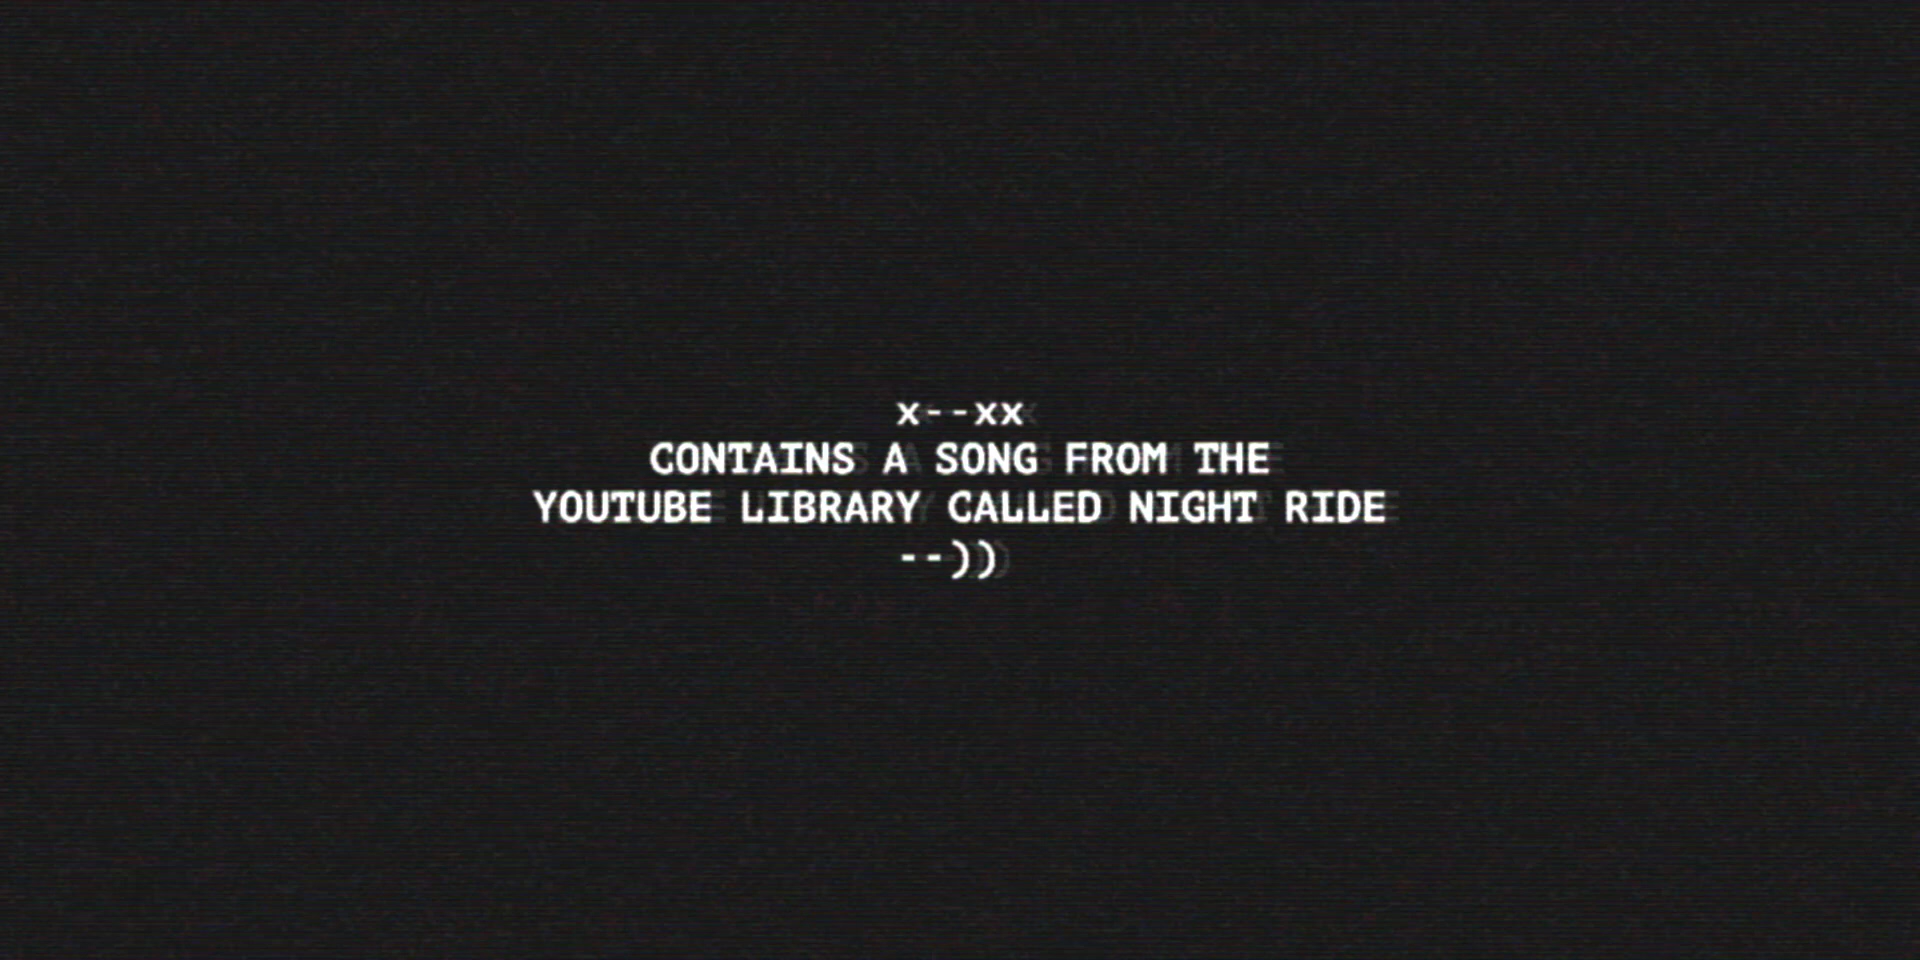 x--xx
CONTAINS A SONG FROM THE
YOUTUBE LIBRARY CALLED NIGHT RIDE
--))